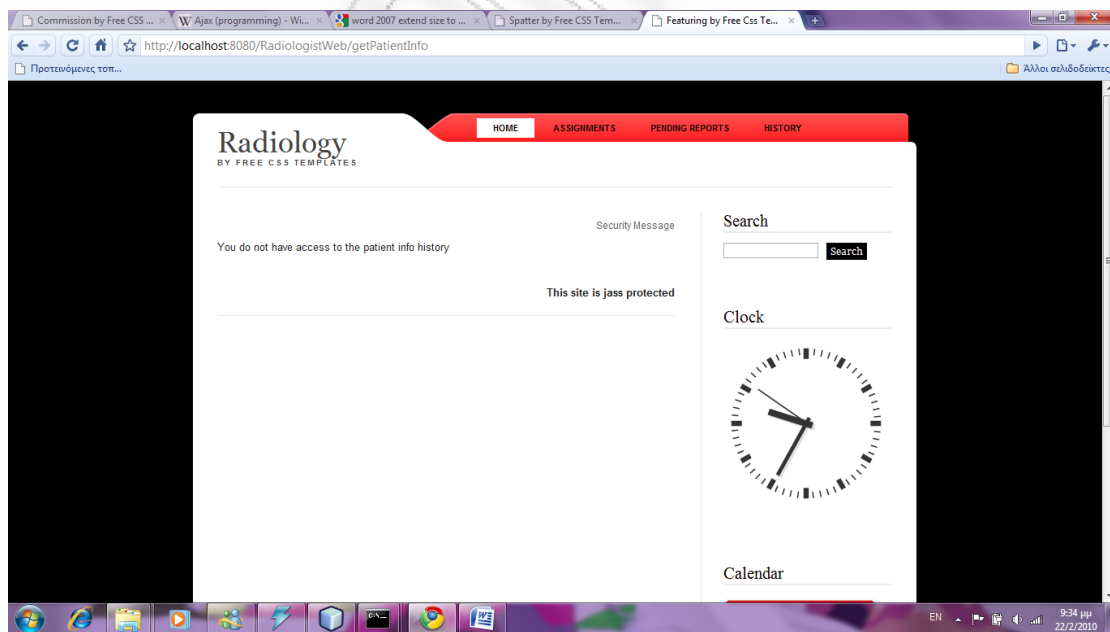 Commission by Free CSS ...
Ajax (programming) - Wi...
word 2007 extend size to ...
Spatter by Free CSS Tem...
Featuring by Free Css Te...
http://localhost:8080/RadiologistWeb/getPatientInfo
Προτεινόμενες τοπ...
Άλλοι σελιδοδείκτες
Radiology
BY FREE CSS TEMPLATES
HOME ASSIGNMENTS PENDING REPORTS HISTORY
Security Message
You do not have access to the patient info history
This site is jass protected
Search
Search
Clock
Calendar
EN
9:34 μμ
22/2/2010